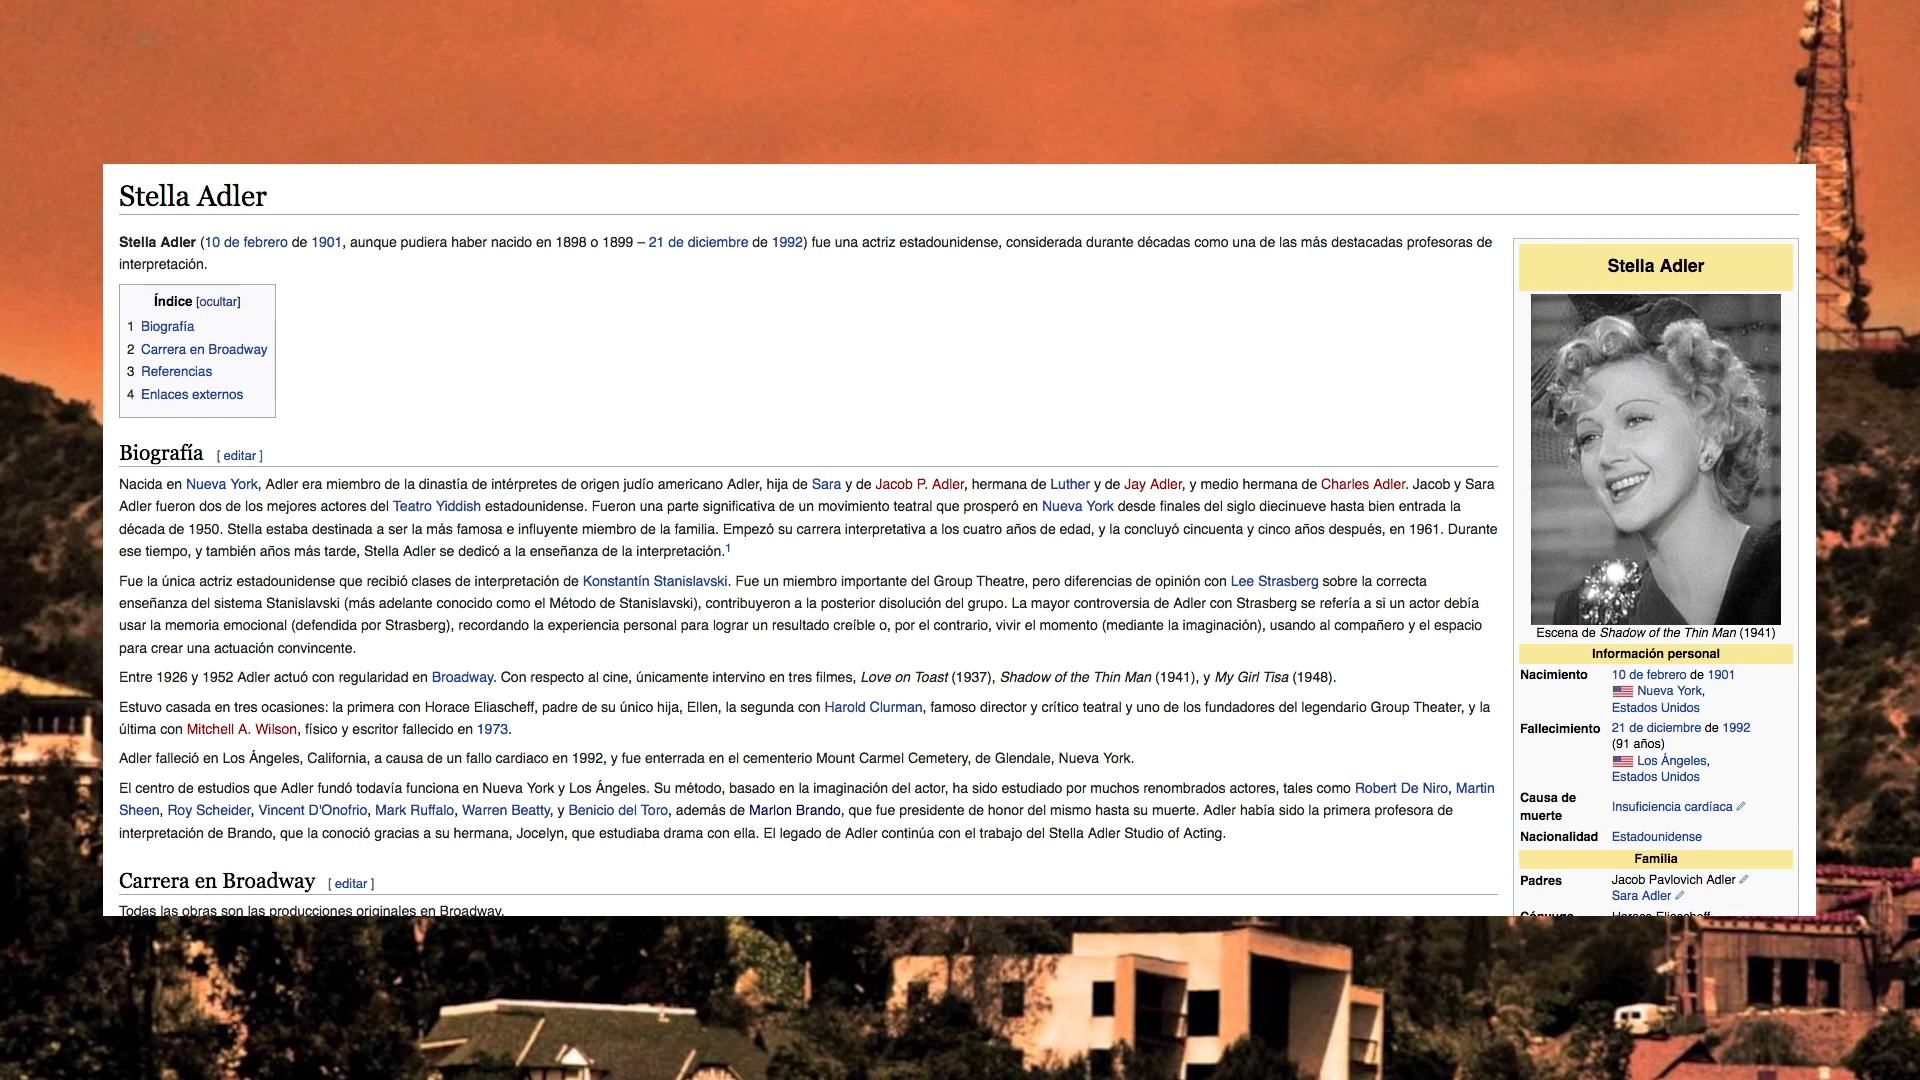 Stella Adler
Stella Adler (10 de febrero de 1901, aunque pudiera haber nacido en 1898 o 1899 – 21 de diciembre de 1992) fue una actriz estadounidense, considerada durante décadas como una de las más destacadas profesoras de
interpretación.
Índice [ocultar]
1 Biografía
2 Carrera en Broadway
3 Referencias
4 Enlaces externos
Biografía [ editar ]
Nacida en Nueva York, Adler era miembro de la dinastía de intérpretes de origen judío americano Adler, hija de Sara y de Jacob P. Adler, hermana de Luther y de Jay Adler, y medio hermana de Charles Adler. Jacob y Sara
Adler fueron dos de los mejores actores del Teatro Yiddish estadounidense. Fueron una parte significativa de un movimiento teatral que prosperó en Nueva York desde finales del siglo diecinueve hasta bien entrada la
década de 1950. Stella estaba destinada a ser la más famosa e influyente miembro de la familia. Empezó su carrera interpretativa a los cuatro años de edad, y la concluyó cincuenta y cinco años después, en 1961. Durante
ese tiempo, y también años más tarde, Stella Adler se dedicó a la enseñanza de la interpretación.1
Fue la única actriz estadounidense que recibió clases de interpretación de Konstantín Stanislavski. Fue un miembro importante del Group Theatre, pero diferencias de opinión con Lee Strasberg sobre la correcta
enseñanza del sistema Stanislavski (más adelante conocido como el Método de Stanislavski), contribuyeron a la posterior disolución del grupo. La mayor controversia de Adler con Strasberg se refería a si un actor debía
usar la memoria emocional (defendida por Strasberg), recordando la experiencia personal para lograr un resultado creíble o, por el contrario, vivir el momento (mediante la imaginación), usando al compañero y el espacio
para crear una actuación convincente.
Entre 1926 y 1952 Adler actuó con regularidad en Broadway. Con respecto al cine, únicamente intervino en tres filmes, Love on Toast (1937), Shadow of the Thin Man (1941), y My Girl Tisa (1948).
Estuvo casada en tres ocasiones: la primera con Horace Eliascheff, padre de su único hija, Ellen, la segunda con Harold Clurman, famoso director y crítico teatral y uno de los fundadores del legendario Group Theater, y la
última con Mitchell A. Wilson, físico y escritor fallecido en 1973.
Adler falleció en Los Ángeles, California, a causa de un fallo cardiaco en 1992, y fue enterrada en el cementerio Mount Carmel Cemetery, de Glendale, Nueva York.
El centro de estudios que Adler fundó todavía funciona en Nueva York y Los Ángeles. Su método, basado en la imaginación del actor, ha sido estudiado por muchos renombrados actores, tales como Robert De Niro, Martin
Sheen, Roy Scheider, Vincent D'Onofrio, Mark Ruffalo, Warren Beatty, y Benicio del Toro, además de Marlon Brando, que fue presidente de honor del mismo hasta su muerte. Adler había sido la primera profesora de
interpretación de Brando, que la conoció gracias a su hermana, Jocelyn, que estudiaba drama con ella. El legado de Adler continúa con el trabajo del Stella Adler Studio of Acting.
Carrera en Broadway [ editar ]
Todas las obras son las producciones originales en Broadway.
Stella Adler
Escena de Shadow of the Thin Man (1941)
Información personal
Nacimiento 10 de febrero de 1901
Nueva York,
Estados Unidos
Fallecimiento 21 de diciembre de 1992
(91 años)
Los Ángeles,
Estados Unidos
Causa de muerte Insuficiencia cardíaca
Nacionalidad Estadounidense
Familia
Padres Jacob Pavlovich Adler
Sara Adler
Cónyuge Horace Eliascheff